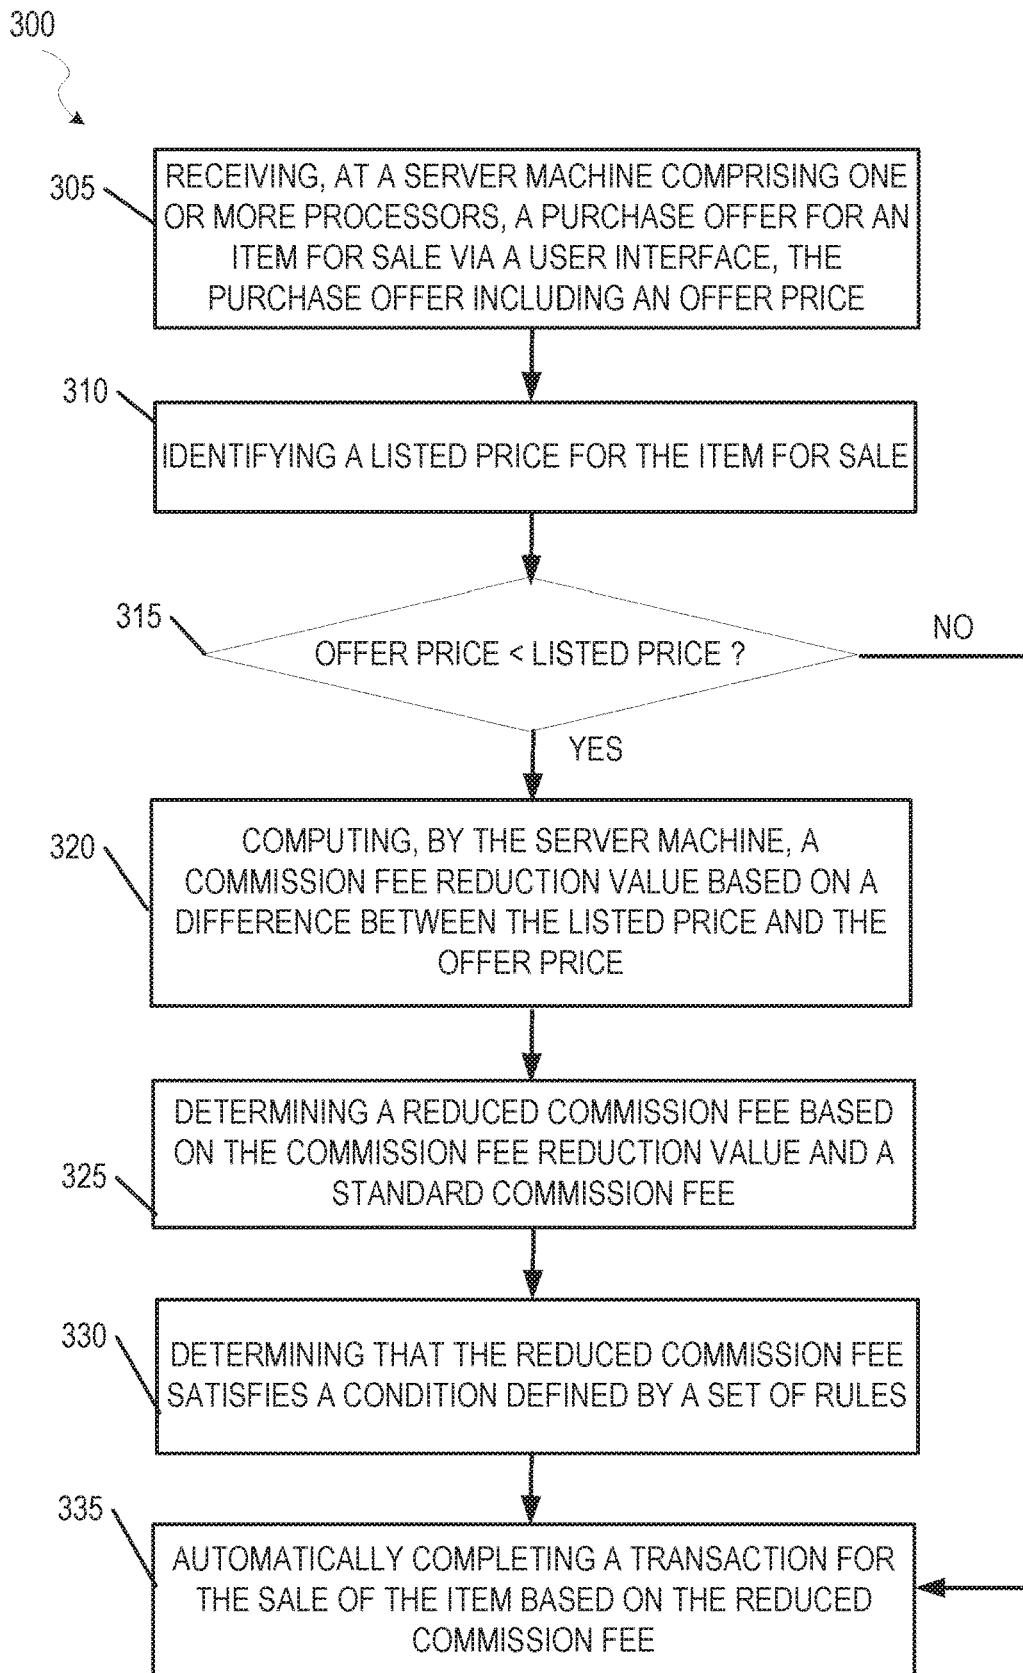 300
305
RECEIVING, AT A SERVER MACHINE COMPRISING ONE
OR MORE PROCESSORS, A PURCHASE OFFER FOR AN
ITEM FOR SALE VIA A USER INTERFACE, THE
PURCHASE OFFER INCLUDING AN OFFER PRICE
310
IDENTIFYING A LISTED PRICE FOR THE ITEM FOR SALE
315
OFFER PRICE < LISTED PRICE ?
NO
YES
320
COMPUTING, BY THE SERVER MACHINE, A
COMMISSION FEE REDUCTION VALUE BASED ON A
DIFFERENCE BETWEEN THE LISTED PRICE AND THE
OFFER PRICE
325
DETERMINING A REDUCED COMMISSION FEE BASED
ON THE COMMISSION FEE REDUCTION VALUE AND A
STANDARD COMMISSION FEE
330
DETERMINING THAT THE REDUCED COMMISSION FEE
SATISFIES A CONDITION DEFINED BY A SET OF RULES
335
AUTOMATICALLY COMPLETING A TRANSACTION FOR
THE SALE OF THE ITEM BASED ON THE REDUCED
COMMISSION FEE